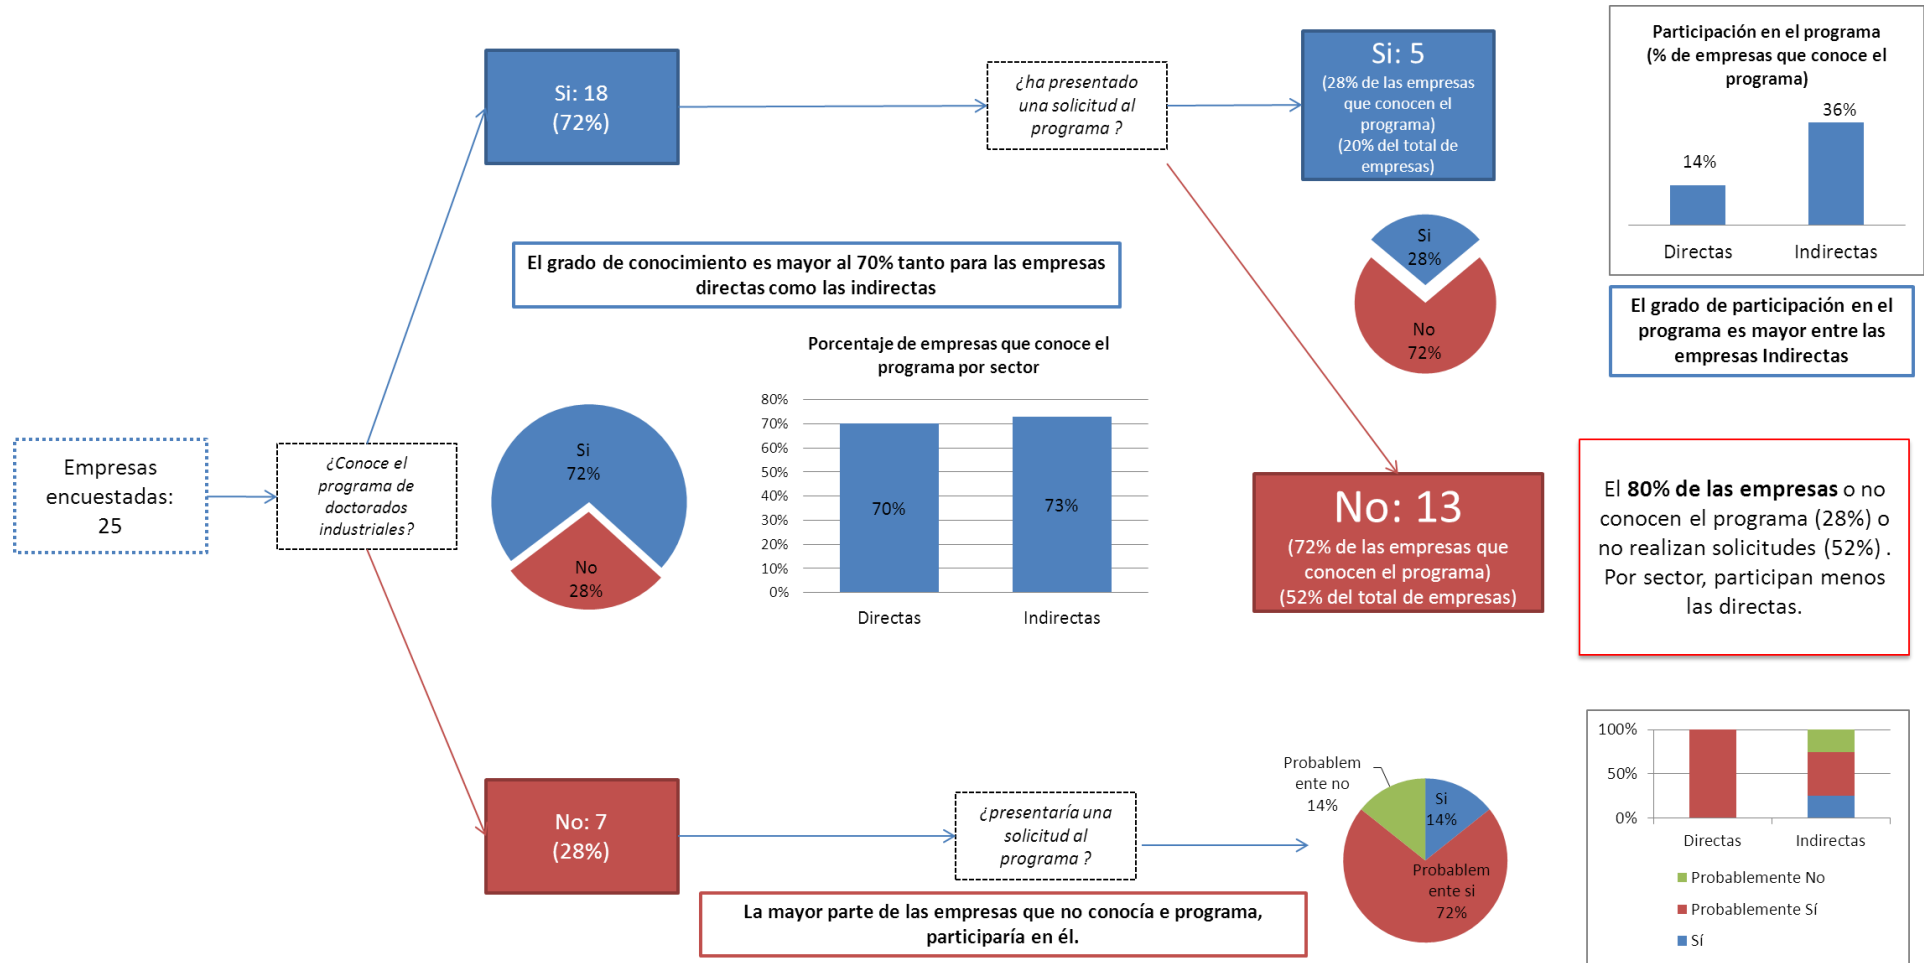 Empresas
encuestadas:
25
¿Conoce el
programa de
doctorados
industriales?
Si: 18
(72%)
¿ha presentado
una solicitud al
programa ?
Si: 5
(28% de las empresas
que conocen el
programa)
(20% del total de
empresas)
Participación en el programa
(% de empresas que conoce el
programa)
14%
36%
Directas
Indirectas
El grado de participación en el
programa es mayor entre las
empresas Indirectas
Si
28%
No
72%
El grado de conocimiento es mayor al 70% tanto para las empresas
directas como las indirectas
Si
72%
No
28%
Porcentaje de empresas que conoce el
programa por sector
80%
70%
60%
50%
40%
30%
20%
10%
0%
70%
73%
Directas
Indirectas
No: 13
(72% de las empresas que
conocen el programa)
(52% del total de empresas)
El 80% de las empresas o no
conocen el programa (28%) o
no realizan solicitudes (52%) .
Por sector, participan menos
las directas.
No: 7
(28%)
¿presentaría una
solicitud al
programa ?
Probablem
ente no
14%
Si
14%
Probablem
ente si
72%
La mayor parte de las empresas que no conocía e programa,
participaría en él.
100%
50%
0%
Directas
Indirectas
Probablemente No
Probablemente Sí
Sí